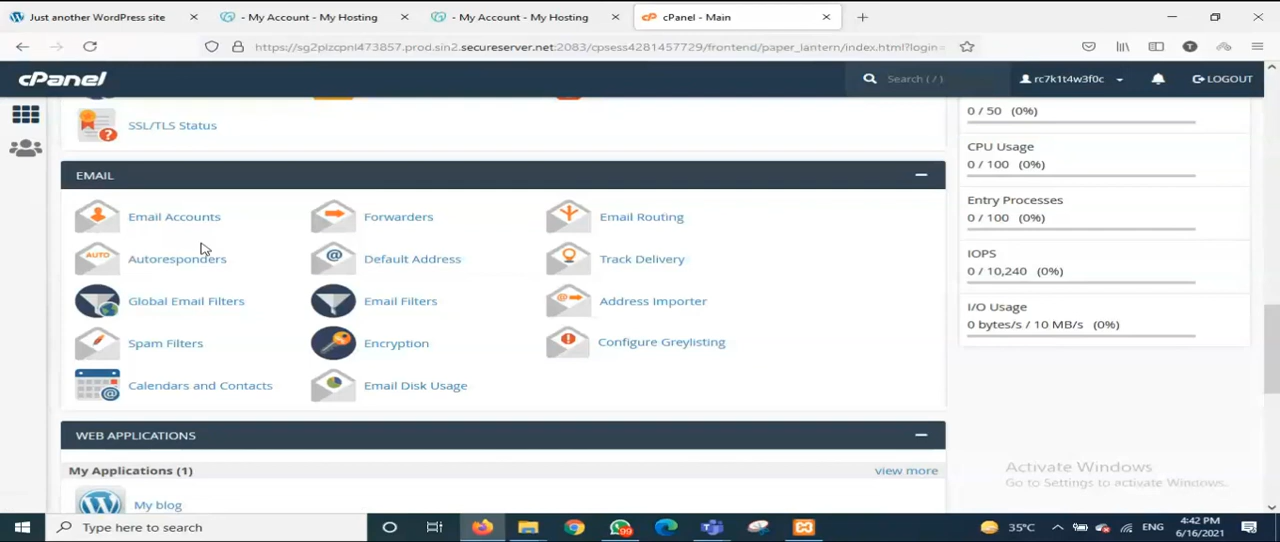 Just another WordPress site
- My Account - My Hosting
- My Account - My Hosting
cPanel - Main
https://sg2plzcpnl473857.prod.sin2.secureserver.net:2083/cpsess4281457729/frontend/paper_lantern/index.html?login=
cPanel
Search ( / )
rc7k1t4w3f0c
LOGOUT
SSL/TLS Status
0 / 50 (0%)
CPU Usage
0 / 100 (0%)
Entry Processes
0 / 100 (0%)
IOPS
0 / 10,240 (0%)
I/O Usage
0 bytes/s / 10 MB/s (0%)
EMAIL
Email Accounts
Forwarders
Email Routing
AUTO
Autoresponders
Default Address
Track Delivery
Global Email Filters
Email Filters
Address Importer
Spam Filters
Encryption
Configure Greylisting
Calendars and Contacts
Email Disk Usage
WEB APPLICATIONS
My Applications (1)
view more
My blog
Activate Windows
Go to Settings to activate Windows.
Type here to search
99
35°C
ENG
4:42 PM
6/16/2021